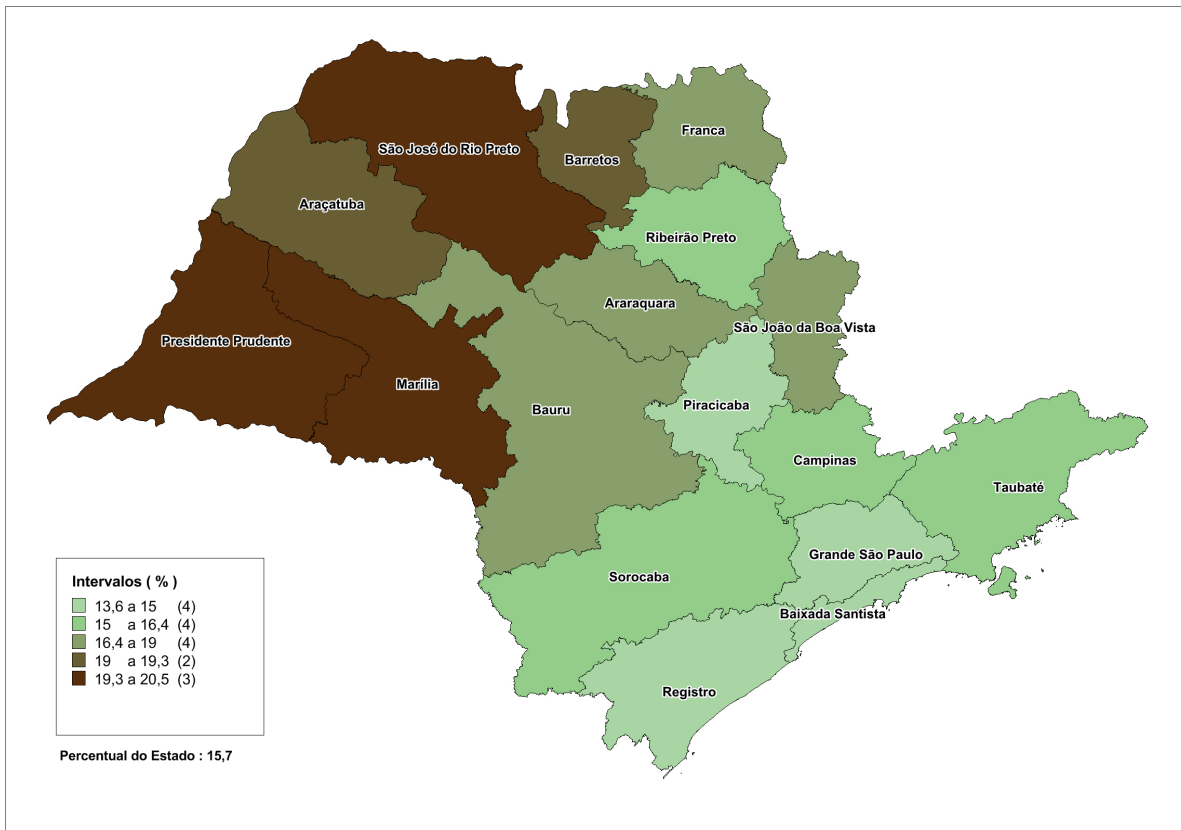 Franca
São José do Rio Preto
Barretos
Araçatuba
Ribeirão Preto
Araraquara
São João da Boa Vista
Presidente Prudente
Marília
Piracicaba
Bauru
Campinas
Taubaté
Grande São Paulo
Sorocaba
Baixada Santista
Registro
Intervalos ( % )
13,6 a 15 (4)
15 a 16,4 (4)
16,4 a 19 (4)
19 a 19,3 (2)
19,3 a 20,5 (3)
Percentual do Estado : 15,7